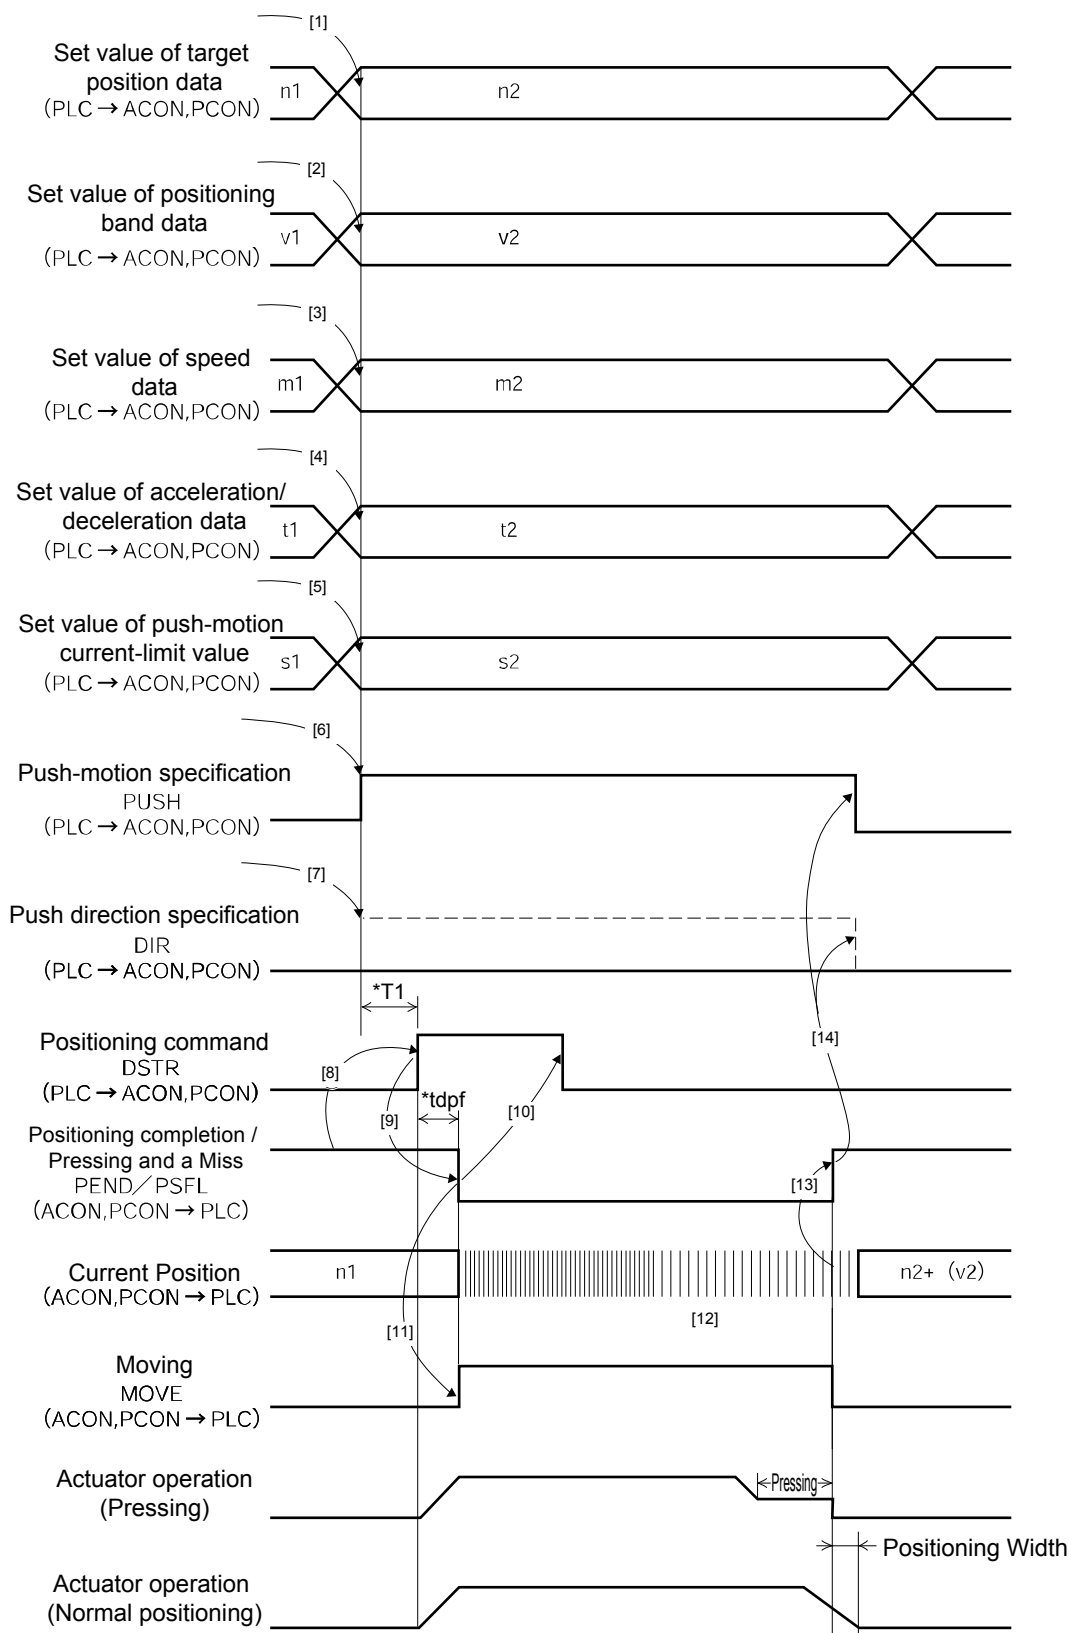 [1]
Set value of target
position data
(PLC → ACON,PCON)
n1
n2
[2]
Set value of positioning
band data
(PLC → ACON,PCON)
v1
v2
[3]
Set value of speed
data
(PLC → ACON,PCON)
m1
m2
[4]
Set value of acceleration/
deceleration data
(PLC → ACON,PCON)
t1
t2
[5]
Set value of push-motion
current-limit value
(PLC → ACON,PCON)
s1
s2
[6]
Push-motion specification
PUSH
(PLC → ACON,PCON)
[7]
Push direction specification
DIR
(PLC → ACON,PCON)
*T1
[14]
Positioning command
DSTR
(PLC → ACON,PCON)
[8]
*tdpf
[9]
[10]
Positioning completion /
Pressing and a Miss
PEND/PSFL
(ACON,PCON → PLC)
[13]
Current Position
(ACON,PCON → PLC)
n1
n2+ (v2)
[12]
[11]
Moving
MOVE
(ACON,PCON → PLC)
Actuator operation
(Pressing)
Pressing
Positioning Width
Actuator operation
(Normal positioning)